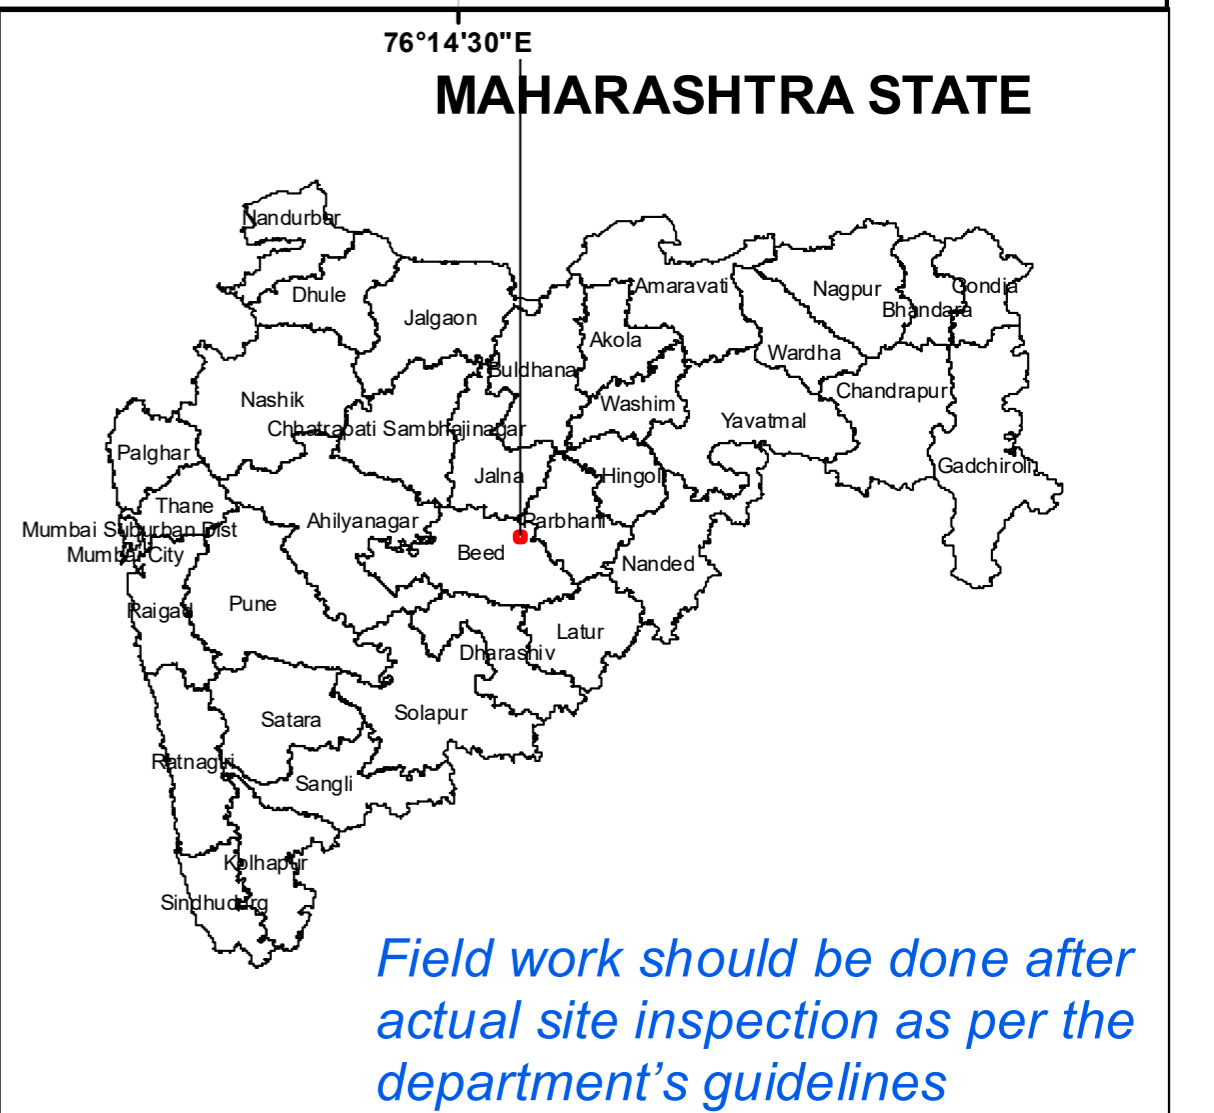 76°14'30"E
MAHARASHTRA STATE
Nandurbar
Dhule
Jalgaon
Amaravati
Nagpur
Gondia
Bhandara
Akola
Buldhana
Wardha
Chandrapur
Nashik
Washim
Yavatmal
Chhatrapati Sambhajinagar
Palghar
Jalna
Hingoli
Gadchiroli
Thane
Ahilyanagar
Parbhani
Mumbai Suburban Dist
Mumbai City
Beed
Nanded
Raigad
Pune
Latur
Dharashiv
Satara
Solapur
Ratnagiri
Sangli
Kolhapur
Sindhudurg
Field work should be done after
actual site inspection as per the
department’s guidelines